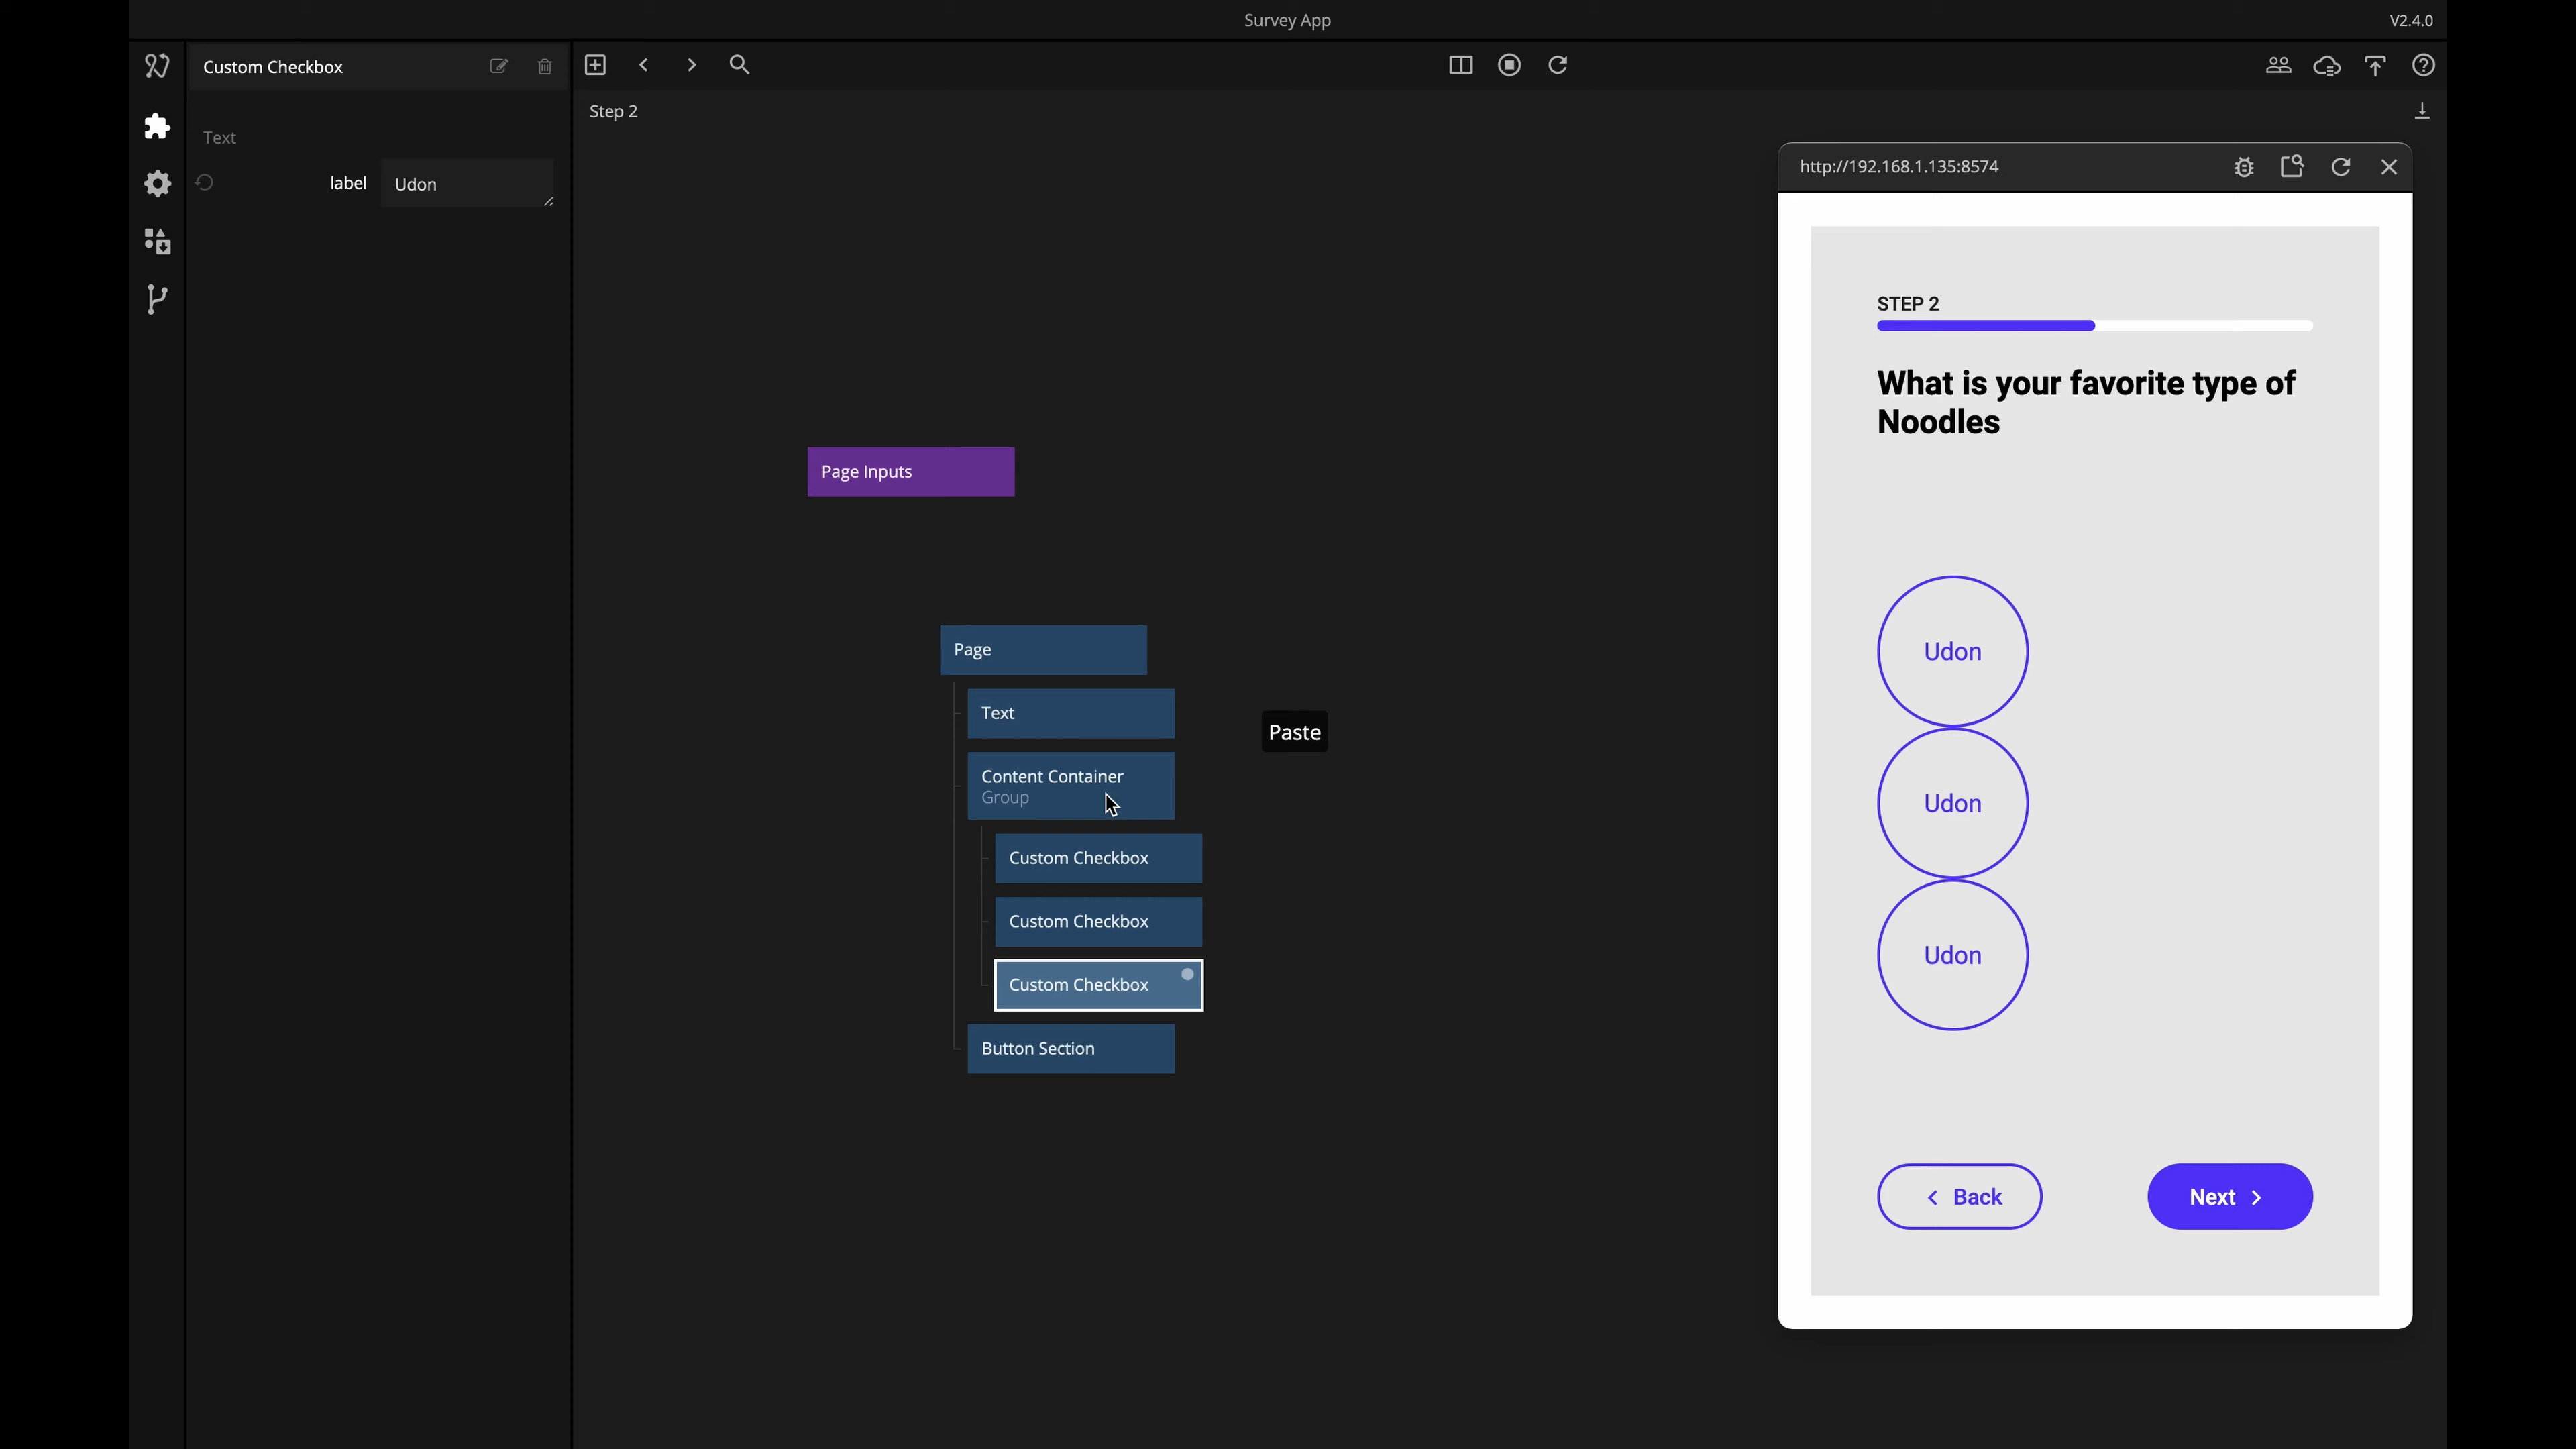 Survey App
V2.4.0
Custom Checkbox
Text
label
Udon
Step 2
Page Inputs
Page
Text
Content Container
Group
Custom Checkbox
Custom Checkbox
Custom Checkbox
Button Section
Paste
http://192.168.1.135:8574
STEP 2
What is your favorite type of
Noodles
Udon
Udon
Udon
Back
Next